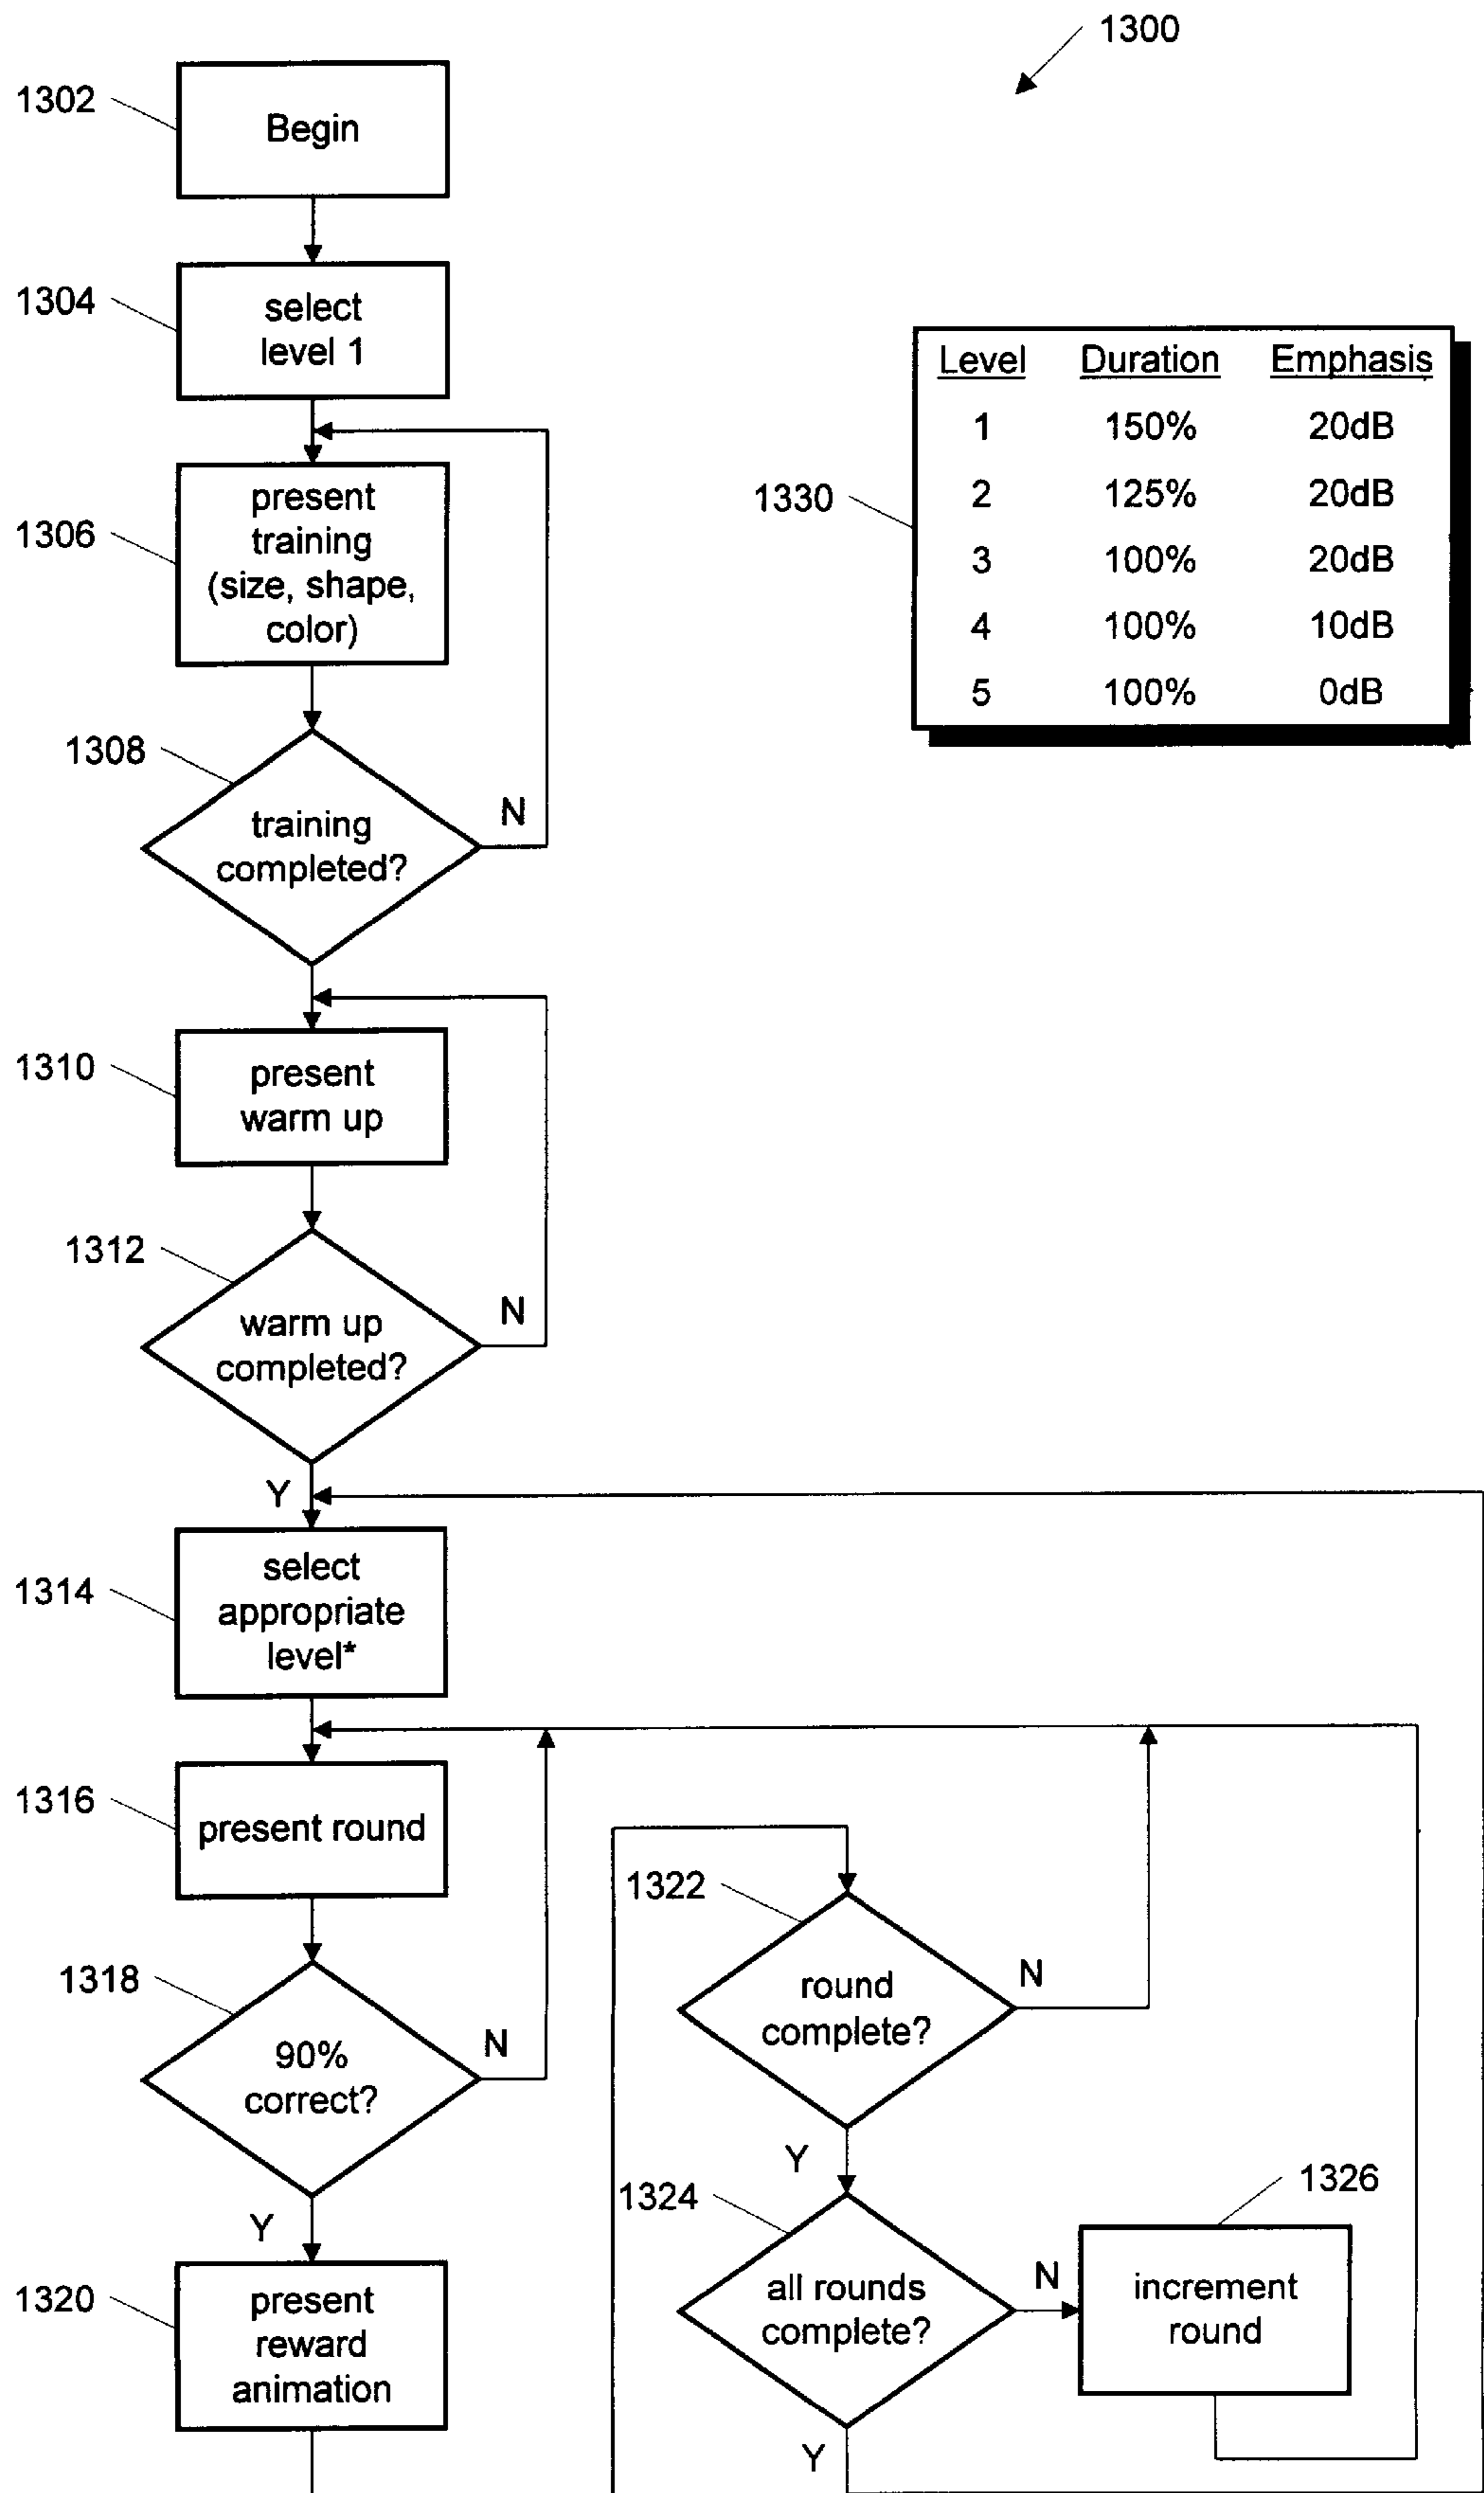 1300
1302
Begin
1304
select
level 1
1306
present
training
(size, shape,
color)
1308
training
completed?
N
1330
Level Duration Emphasis
1 150% 20dB
2 125% 20dB
3 100% 20dB
4 100% 10dB
5 100% 0dB
1310
present
warm up
1312
warm up
completed?
N
Y
1314
select
appropriate
level*
1316
present round
1318
90%
correct?
N
Y
1320
present
reward
animation
1322
round
complete?
N
Y
1324
all rounds
complete?
N
Y
1326
increment
round